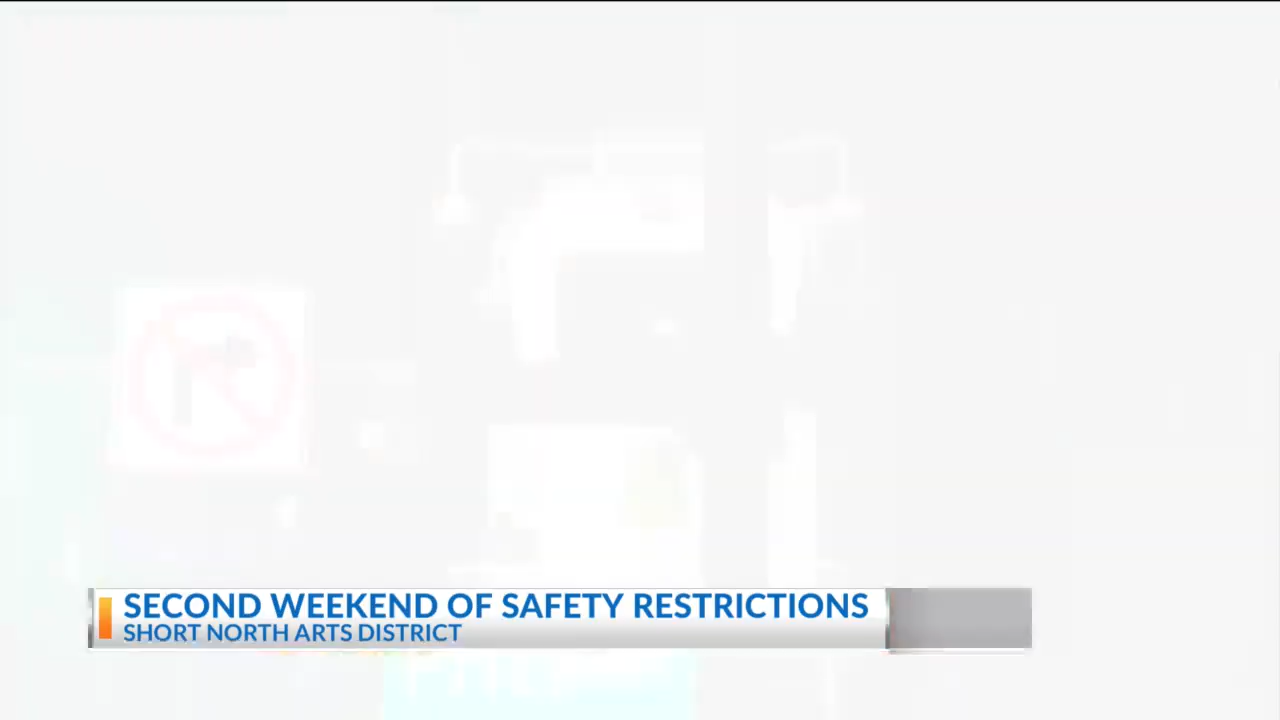 SECOND WEEKEND OF SAFETY RESTRICTIONS
SHORT NORTH ARTS DISTRICT